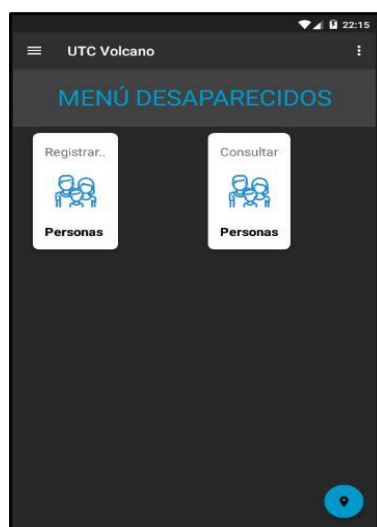 22:15
UTC Volcano
MENÚ DESAPARECIDOS
Registrar..
Consultar
Personas
Personas